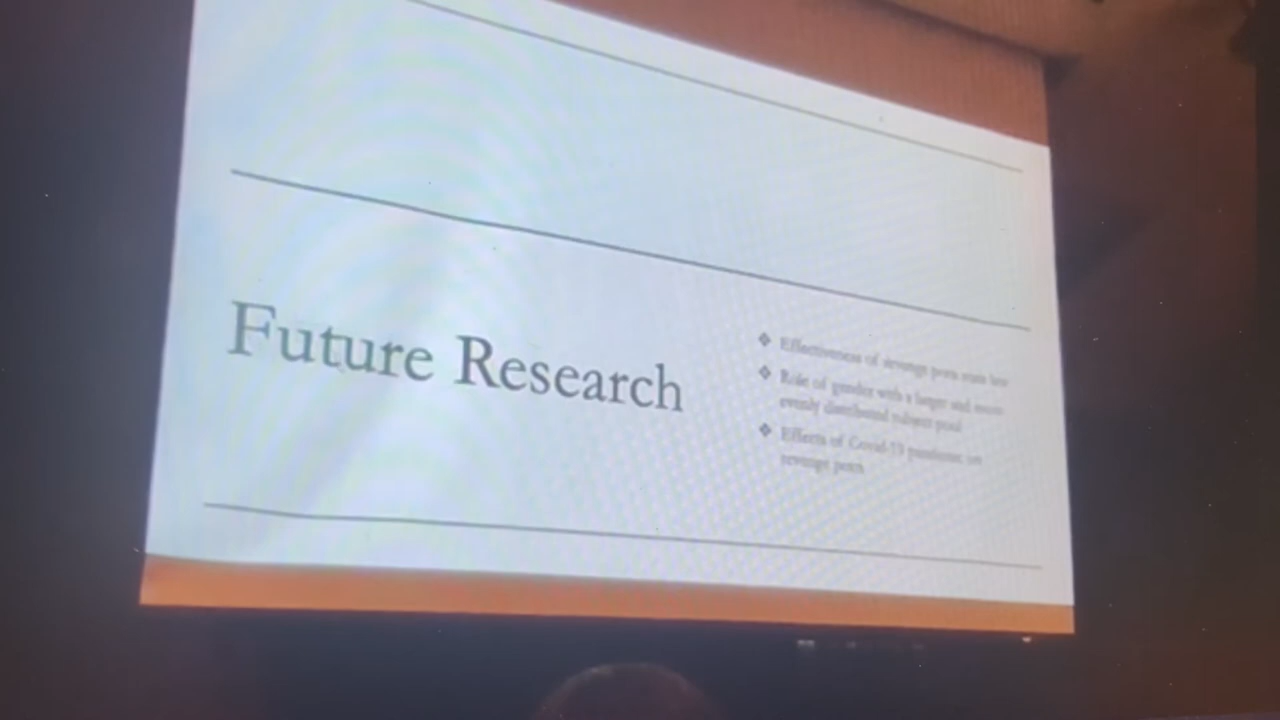 Future Research
Effectiveness of revenge porn
Role of gender with a larger and more
evenly distributed subject pool
Effects of Covid-19 pandemic on
revenge porn